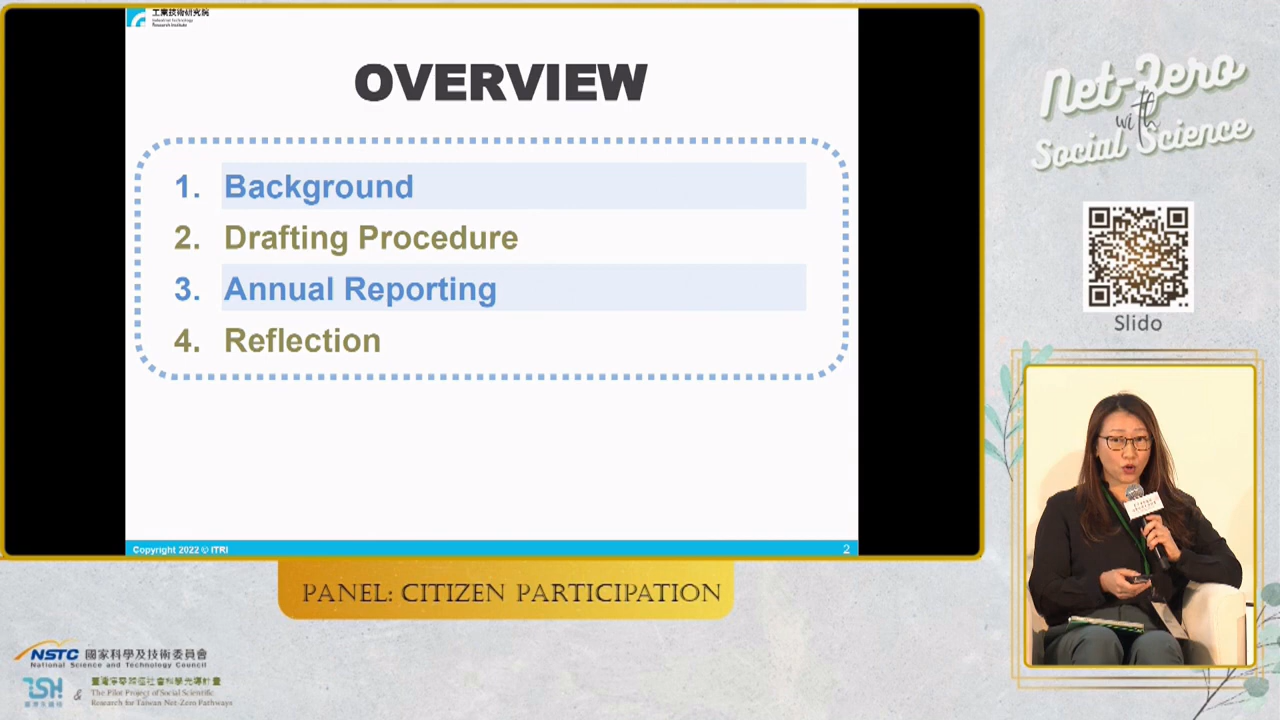 工業技術研究院
Industrial Technology
Research Institute
OVERVIEW
1. Background
2. Drafting Procedure
3. Annual Reporting
4. Reflection
Copyright 2022 © ITRI
2
Net-Zero
with
Social Science
Slido
PANEL: CITIZEN PARTICIPATION
NSTC 國家科學及技術委員會
National Science and Technology Council
TSH & 臺灣淨零路徑社會科學先導計畫
The Pilot Project of Social Scientific
Research for Taiwan Net-Zero Pathways